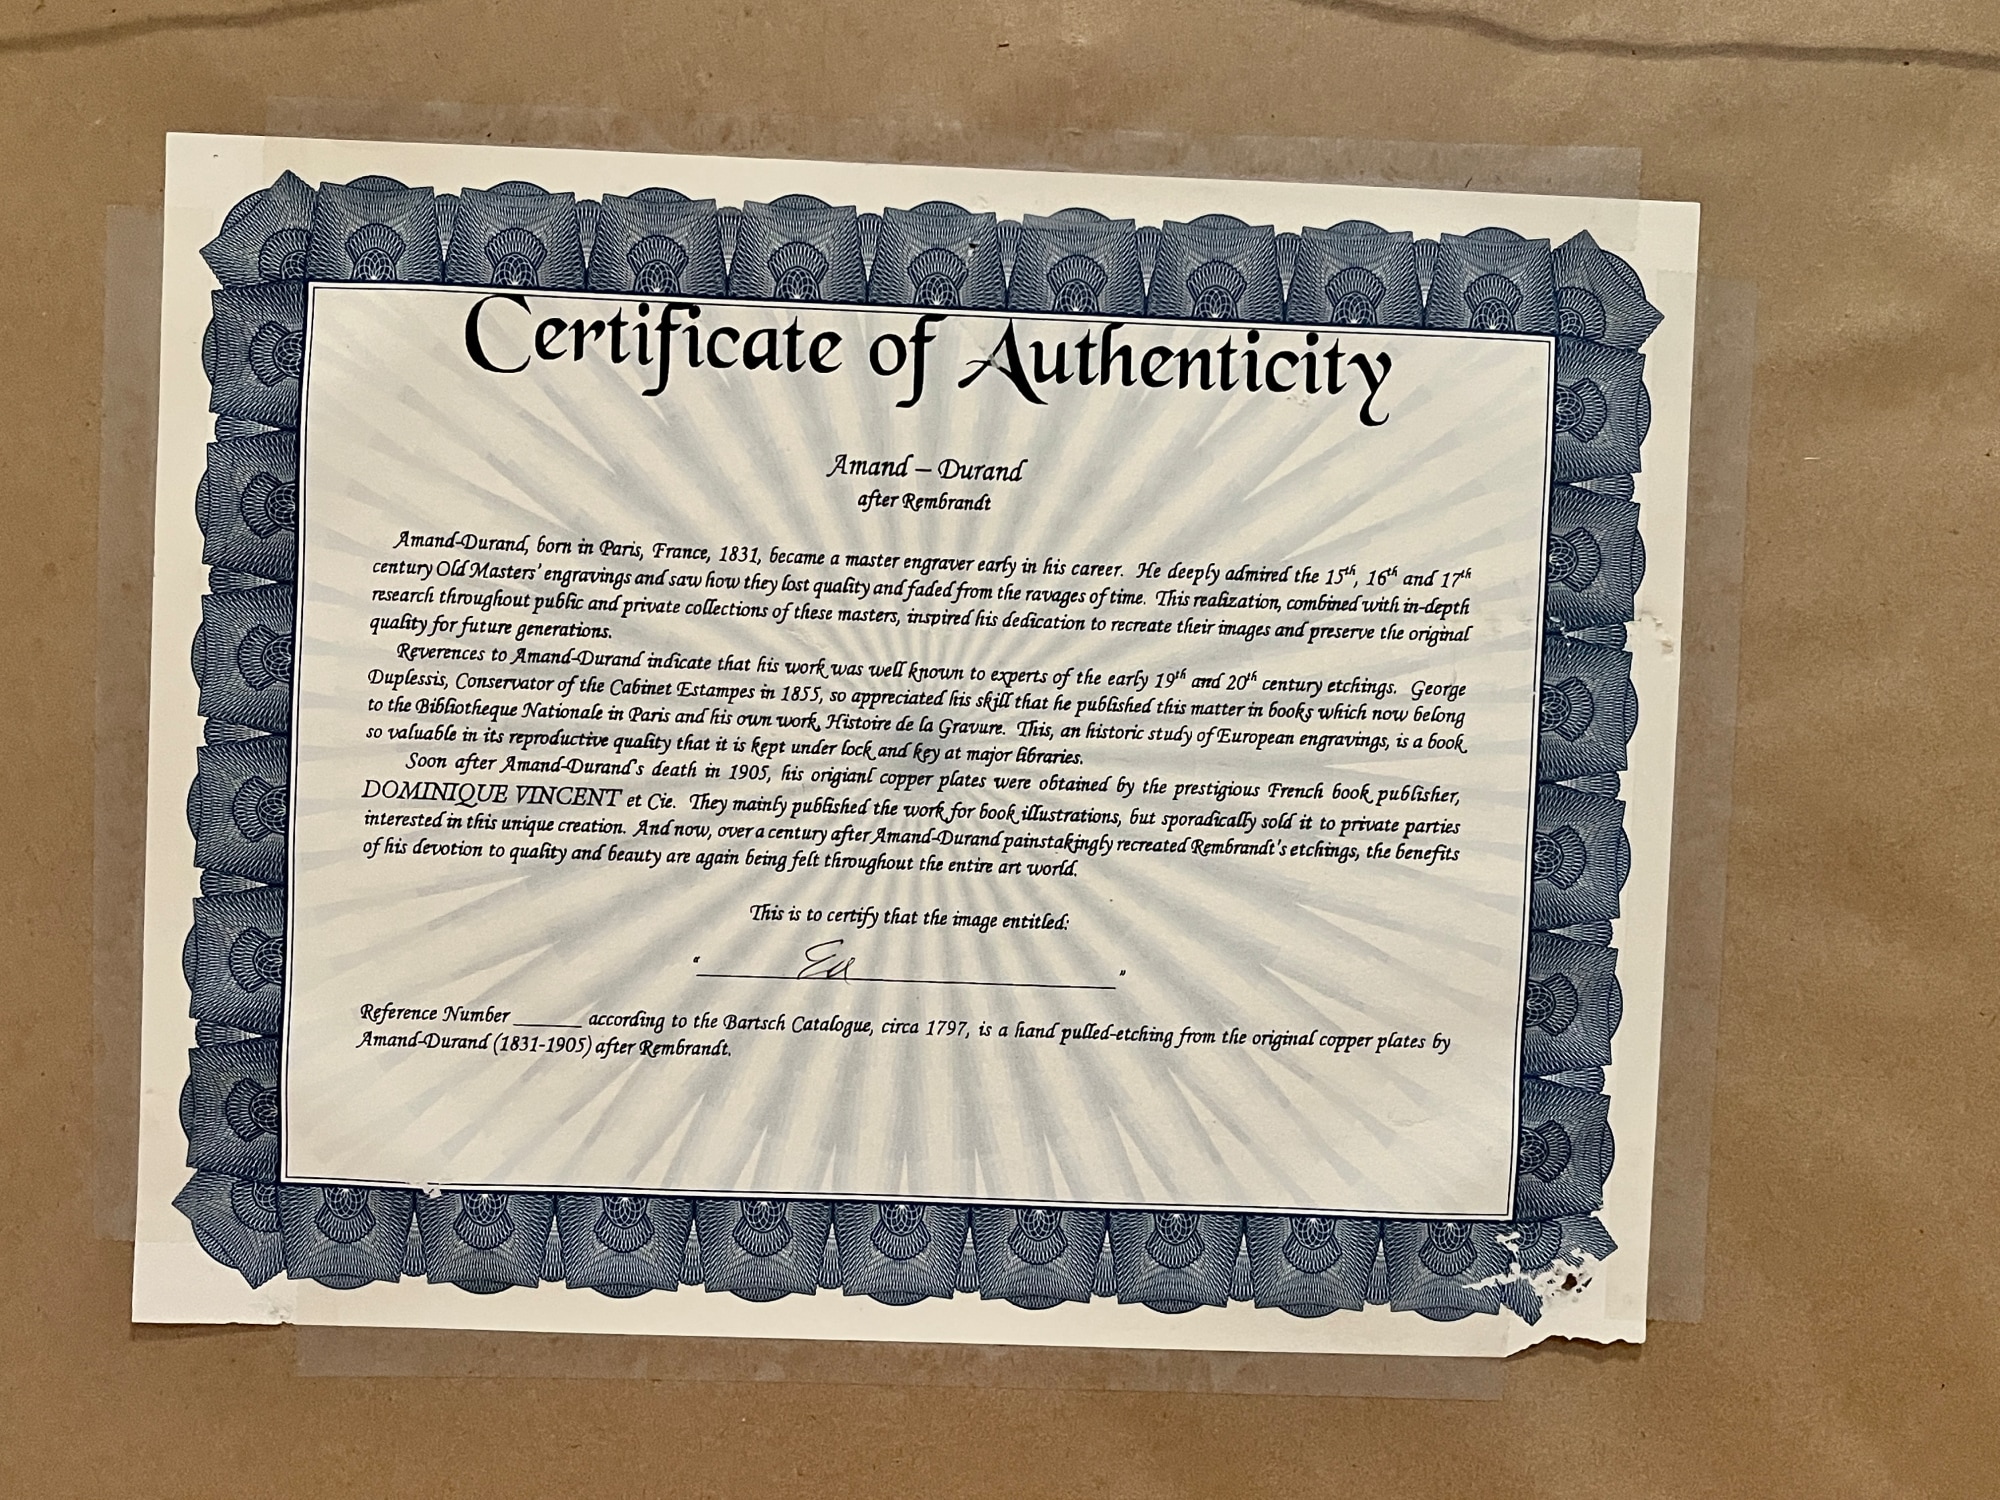 Certificate of Authenticity
Amand – Durand
after Rembrandt
Amand-Durand, born in Paris, France, 1831, became a master engraver early in his career. He deeply admired the 15th, 16th and 17th
century Old Masters' engravings and saw how they lost quality and faded from the ravages of time. This realization, combined with in-depth
research throughout public and private collections of these masters, inspired his dedication to recreate their images and preserve the original
quality for future generations.
Reverences to Amand-Durand indicate that his work was well known to experts of the early 19th and 20th century etchings. George
Duplessis, Conservator of the Cabinet Estampes in 1855, so appreciated his skill that he published this matter in books which now belong
to the Bibliotheque Nationale in Paris and his own work, Histoire de la Gravure. This, an historic study of European engravings, is a book
so valuable in its reproductive quality that it is kept under lock and key at major libraries.
Soon after Amand-Durand's death in 1905, his origianl copper plates were obtained by the prestigious French book publisher,
DOMINIQUE VINCENT et Cie. They mainly published the work for book illustrations, but sporadically sold it to private parties
interested in this unique creation. And now, over a century after Amand-Durand painstakingly recreated Rembrandt's etchings, the benefits
of his devotion to quality and beauty are again being felt throughout the entire art world.
This is to certify that the image entitled:
" "
Reference Number ______ according to the Bartsch Catalogue, circa 1797, is a hand pulled-etching from the original copper plates by
Amand-Durand (1831-1905) after Rembrandt.